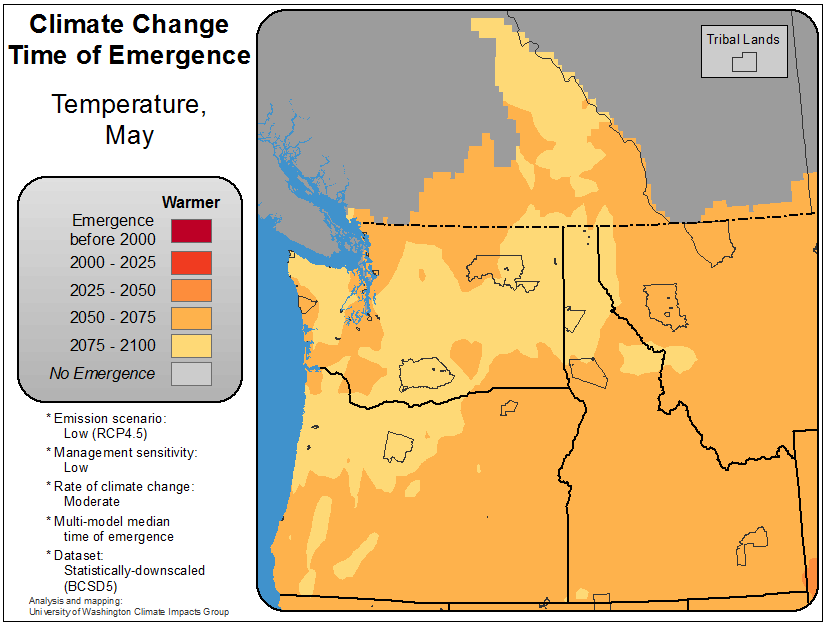 Climate Change
Time of Emergence
Temperature,
May
Warmer
Emergence
before 2000
2000 - 2025
2025 - 2050
2050 - 2075
2075 - 2100
No Emergence
* Emission scenario:
Low (RCP4.5)
* Management sensitivity:
Low
* Rate of climate change:
Moderate
* Multi-model median
time of emergence
* Dataset:
Statistically-downscaled
(BCSD5)
Analysis and mapping:
University of Washington Climate Impacts Group
Tribal Lands